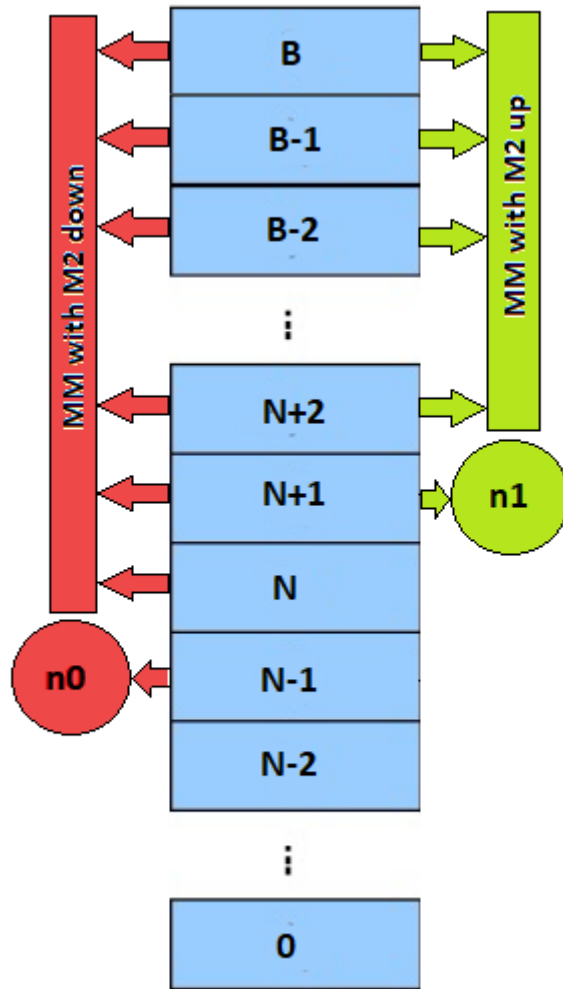 MM with M2 down
B
B-1
B-2
...
N+2
N+1
N
N-1
N-2
...
0
n0
MM with M2 up
n1